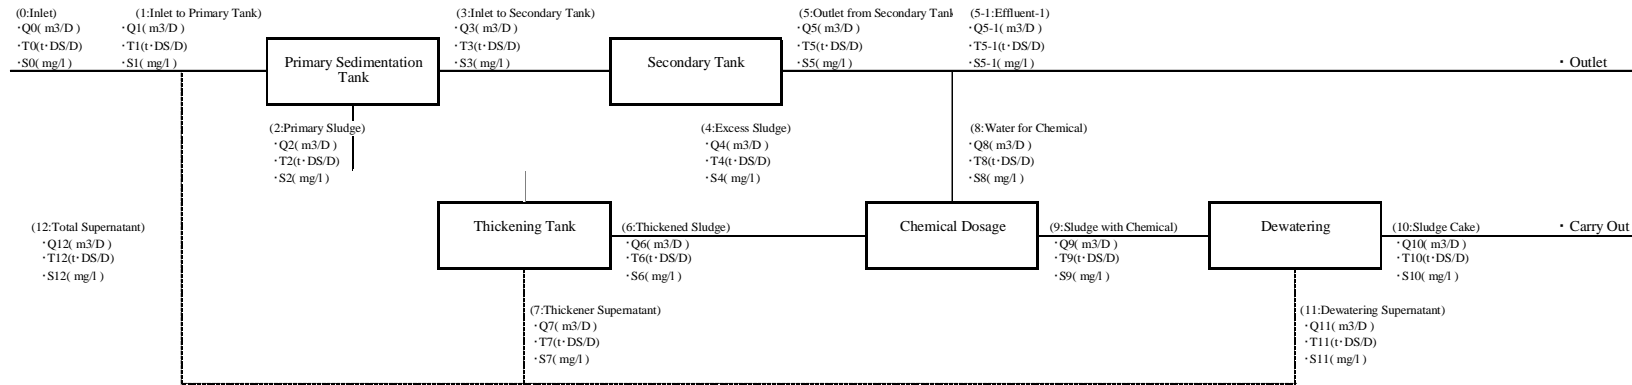 (0:Inlet)
・Q0( m3/D )
・T0(t・DS/D)
・S0( mg/l )
(1:Inlet to Primary Tank)
・Q1( m3/D )
・T1(t・DS/D)
・S1( mg/l )
Primary Sedimentation
Tank
(3:Inlet to Secondary Tank)
・Q3( m3/D )
・T3(t・DS/D)
・S3( mg/l )
Secondary Tank
(5:Outlet from Secondary Tank
・Q5( m3/D )
・T5(t・DS/D)
・S5( mg/l )
(5-1:Effluent-1)
・Q5-1( m3/D )
・T5-1(t・DS/D)
・S5-1( mg/l )
・ Outlet
(2:Primary Sludge)
・Q2( m3/D )
・T2(t・DS/D)
・S2( mg/l )
(4:Excess Sludge)
・Q4( m3/D )
・T4(t・DS/D)
・S4( mg/l )
(8:Water for Chemical)
・Q8( m3/D )
・T8(t・DS/D)
・S8( mg/l )
(12:Total Supernatant)
・Q12( m3/D )
・T12(t・DS/D)
・S12( mg/l )
Thickening Tank
(6:Thickened Sludge)
・Q6( m3/D )
・T6(t・DS/D)
・S6( mg/l )
Chemical Dosage
(9:Sludge with Chemical)
・Q9( m3/D )
・T9(t・DS/D)
・S9( mg/l )
Dewatering
(10:Sludge Cake)
・Q10( m3/D )
・T10(t・DS/D)
・S10( mg/l )
・ Carry Out
(7:Thickener Supernatant)
・Q7( m3/D )
・T7(t・DS/D)
・S7( mg/l )
(11:Dewatering Supernatant)
・Q11( m3/D )
・T11(t・DS/D)
・S11( mg/l )